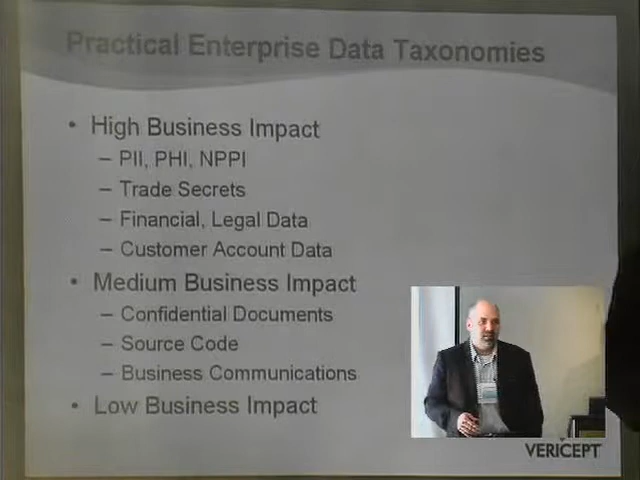 Practical Enterprise Data Taxonomies
• High Business Impact
– PII, PHI, NPPI
– Trade Secrets
– Financial, Legal Data
– Customer Account Data
• Medium Business Impact
– Confidential Documents
– Source Code
– Business Communications
• Low Business Impact
VERICEPT